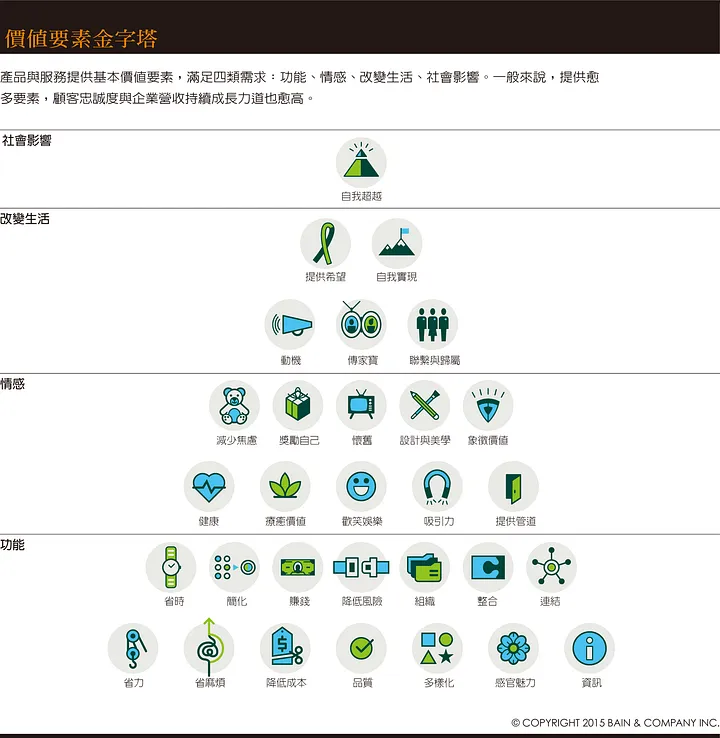 價值要素金字塔
產品與服務提供基本價值要素，滿足四類需求：功能、情感、改變生活、社會影響。一般來說，提供愈
多要素，顧客忠誠度與企業營收持續成長力道也愈高。
社會影響
自我超越
改變生活
提供希望 自我實現
動機 傳家寶 聯繫與歸屬
情感
減少焦慮 獎勵自己 懷舊 設計與美學 象徵價值
健康 療癒價值 歡笑娛樂 吸引力 提供管道
功能
省時 簡化 賺錢 降低風險 組織 整合 連結
省力 省麻煩 降低成本 品質 多樣化 感官魅力 資訊
© COPYRIGHT 2015 BAIN & COMPANY INC.